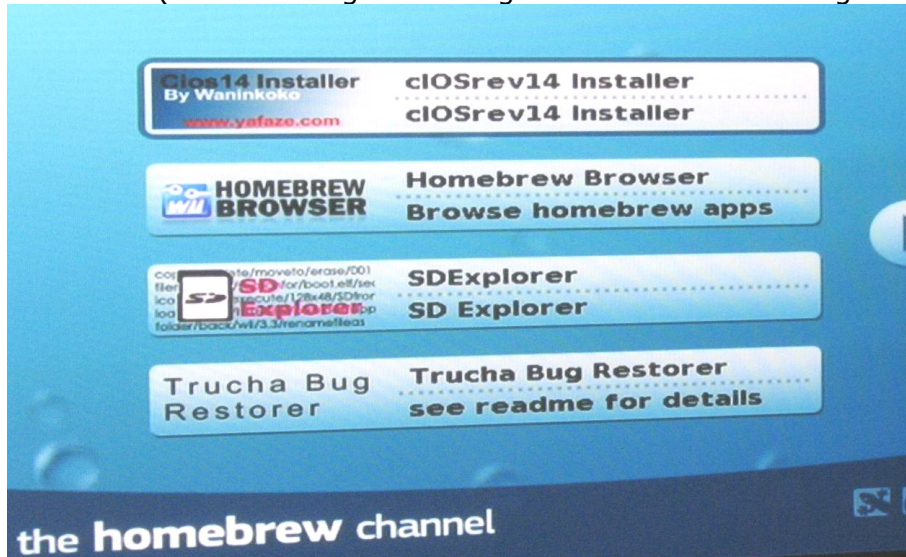 Cios14 Installer
By Waninkoko
www.yafaze.com
cIOSrev14 Installer
cIOSrev14 Installer
HOMEBREW
BROWSER
Wii
Homebrew Browser
Browse homebrew apps
SD
Explorer
SDExplorer
SD Explorer
Trucha Bug
Restorer
Trucha Bug Restorer
see readme for details
the homebrew channel